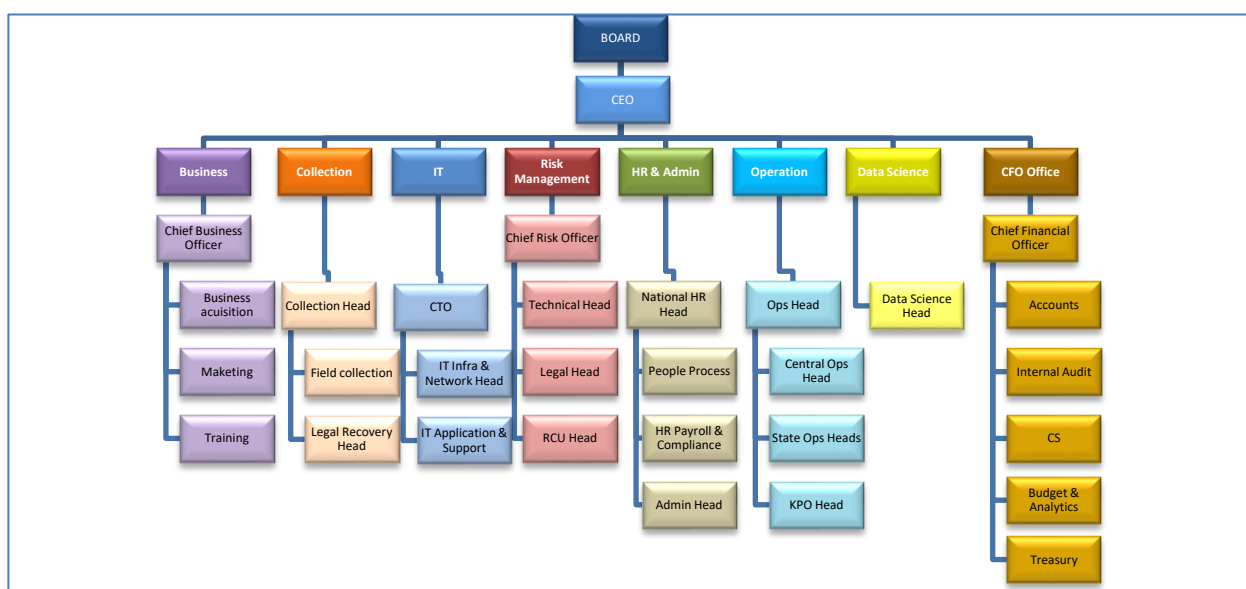 BOARD
CEO
Business
Collection
IT
Risk
Management
HR & Admin
Operation
Data Science
CFO Office
Chief Business
Officer
Chief Risk Officer
Chief Financial
Officer
Business
acuisition
Collection Head
CTO
Technical Head
National HR
Head
Ops Head
Data Science
Head
Accounts
Maketing
Field collection
IT Infra &
Network Head
Legal Head
People Process
Central Ops
Head
Internal Audit
Training
Legal Recovery
Head
IT Application &
Support
RCU Head
HR Payroll &
Compliance
State Ops Heads
CS
Admin Head
KPO Head
Budget &
Analytics
Treasury